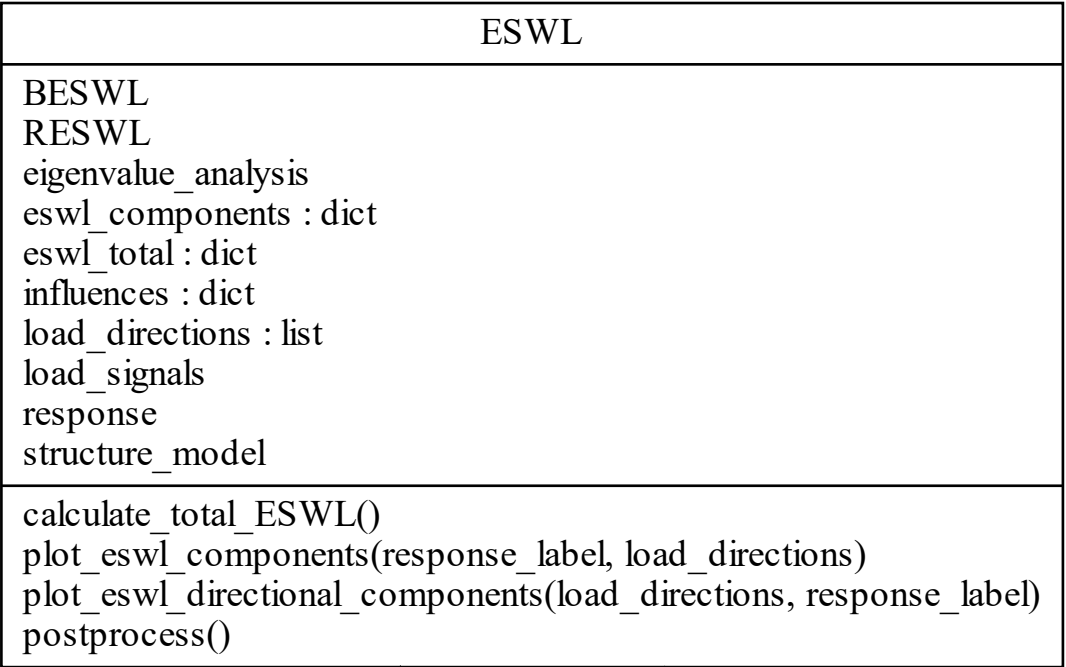 ESWL
BESWL
RESWL
eigenvalue_analysis
eswl_components : dict
eswl_total : dict
influences : dict
load_directions : list
load_signals
response
structure_model
calculate_total_ESWL()
plot_eswl_components(response_label, load_directions)
plot_eswl_directional_components(load_directions, response_label)
postprocess()